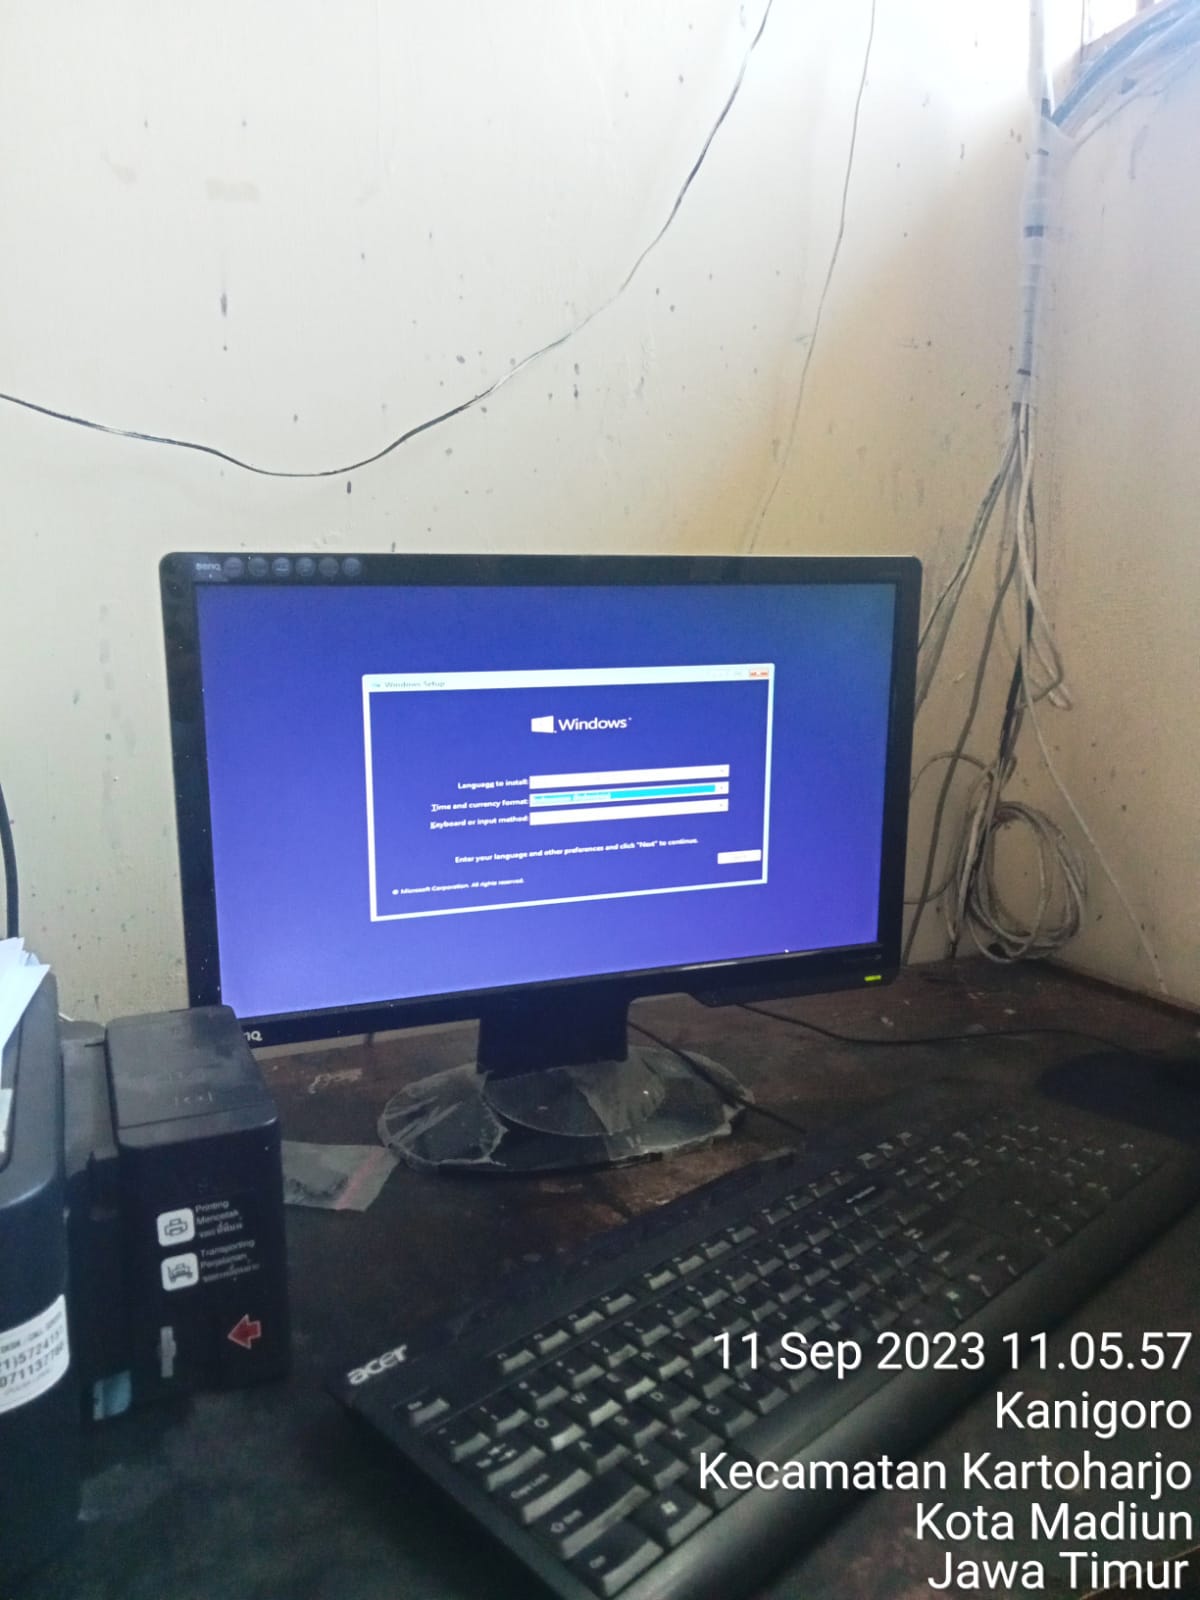 BenQ
Windows Setup
Windows
Language to install:
Time and currency format:
Keyboard or input method:
Enter your language and other preferences and click "Next" to continue.
© Microsoft Corporation. All rights reserved.
Printing
Mencetak
Transporting
Perjalanan
acer
11 Sep 2023 11.05.57
Kanigoro
Kecamatan Kartoharjo
Kota Madiun
Jawa Timur